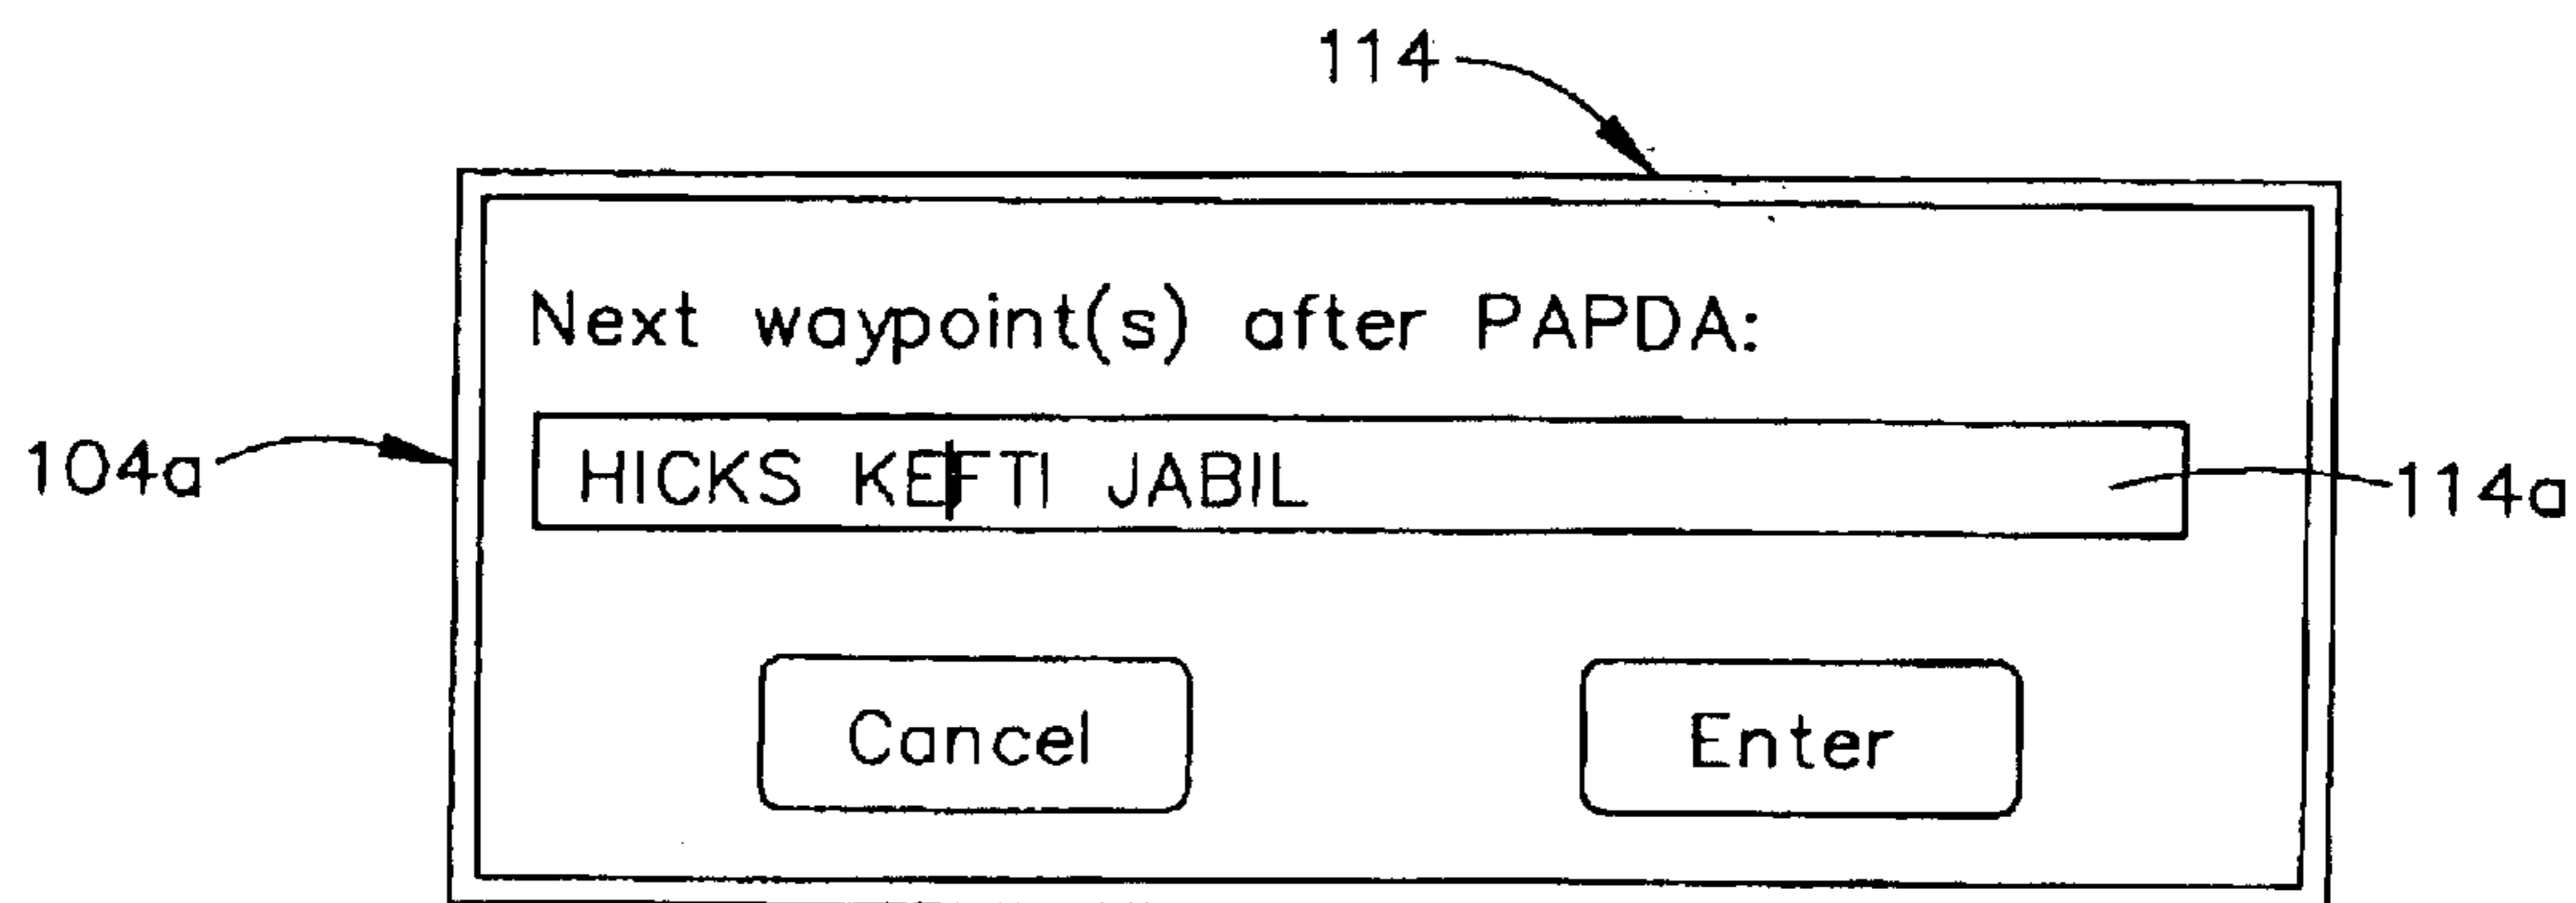 114
Next waypoint(s) after PAPDA:
104a
HICKS KEFTI JABIL
114a
Cancel Enter